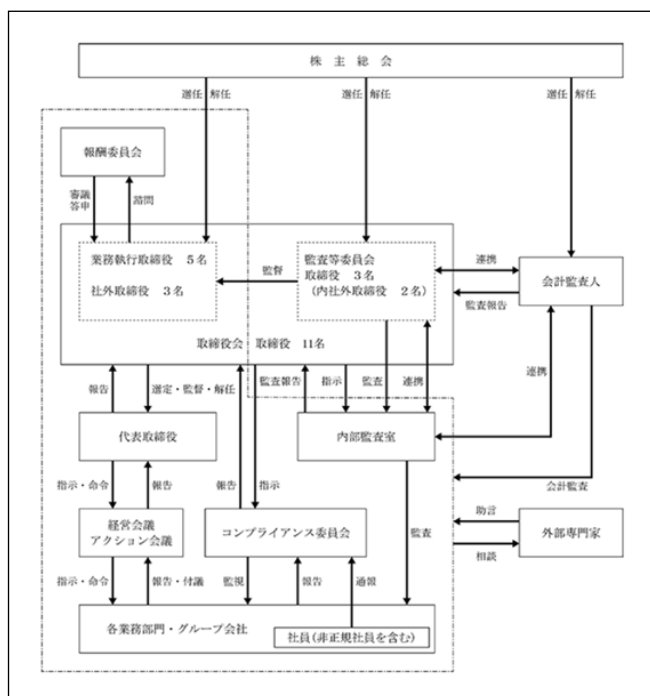 株主総会
選任 解任
選任 解任
選任 解任
報酬委員会
審議
答申
諮問
業務執行取締役 5名
社外取締役 3名
監督
監査等委員会
取締役 3名
(内社外取締役 2名)
連携
監査報告
会計監査人
取締役会 取締役 11名
報告
選定・監督・解任
監査報告
指示
監査
連携
連携
代表取締役
内部監査室
指示・命令
報告
報告
指示
会計監査
経営会議
アクション会議
コンプライアンス委員会
監査
助言
外部専門家
相談
指示・命令
報告・付議
監視
報告
通報
各業務部門・グループ会社
社員(非正規社員を含む)